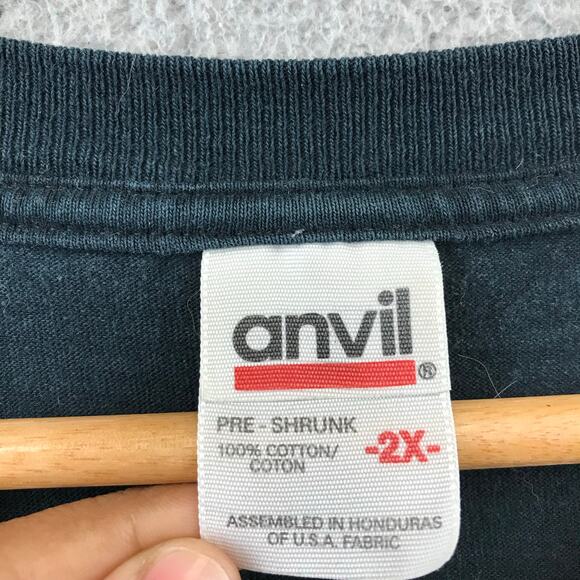 anvil®
PRE-SHRUNK
100% COTTON/
COTON
-2X-
ASSEMBLED IN HONDURAS
OF U.S.A. FABRIC